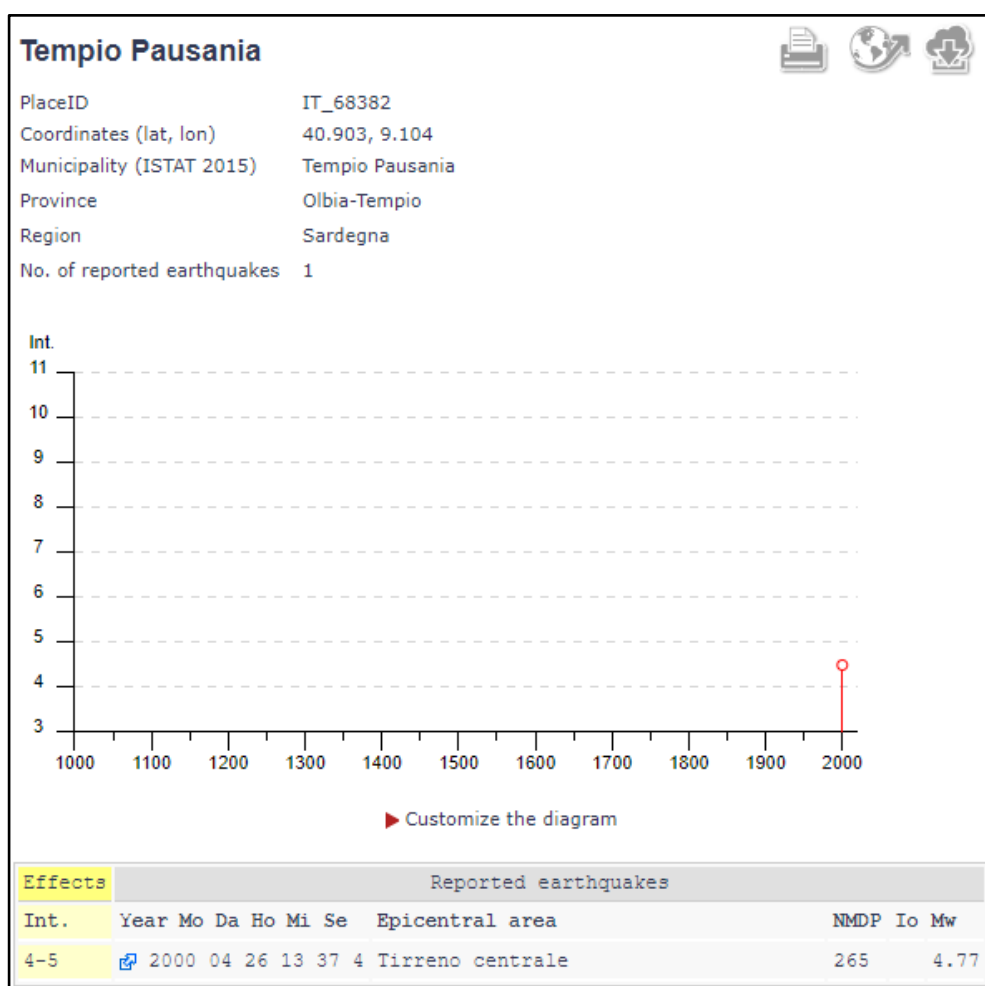 Tempio Pausania
PlaceID IT_68382
Coordinates (lat, lon) 40.903, 9.104
Municipality (ISTAT 2015) Tempio Pausania
Province Olbia-Tempio
Region Sardegna
No. of reported earthquakes 1
Int.
11
10
9
8
7
6
5
4
3
1000 1100 1200 1300 1400 1500 1600 1700 1800 1900 2000
Customize the diagram
Effects Reported earthquakes
Int. Year Mo Da Ho Mi Se Epicentral area NMDP Io Mw
4-5 2000 04 26 13 37 4 Tirreno centrale 265 4.77